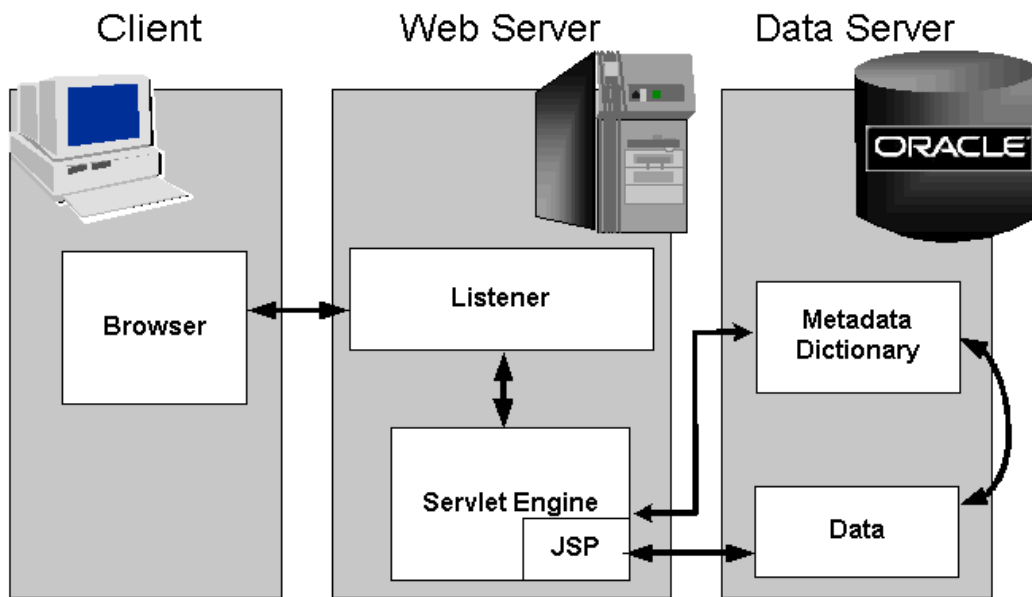 Client
Web Server
Data Server
ORACLE
Browser
Listener
Metadata
Dictionary
Servlet Engine
JSP
Data